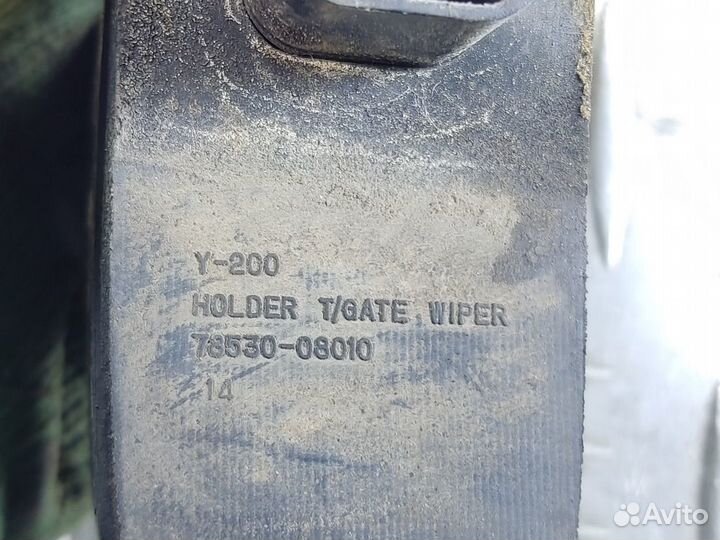 Y-200
HOLDER T/GATE WIPER
78530-08010
14
Avito